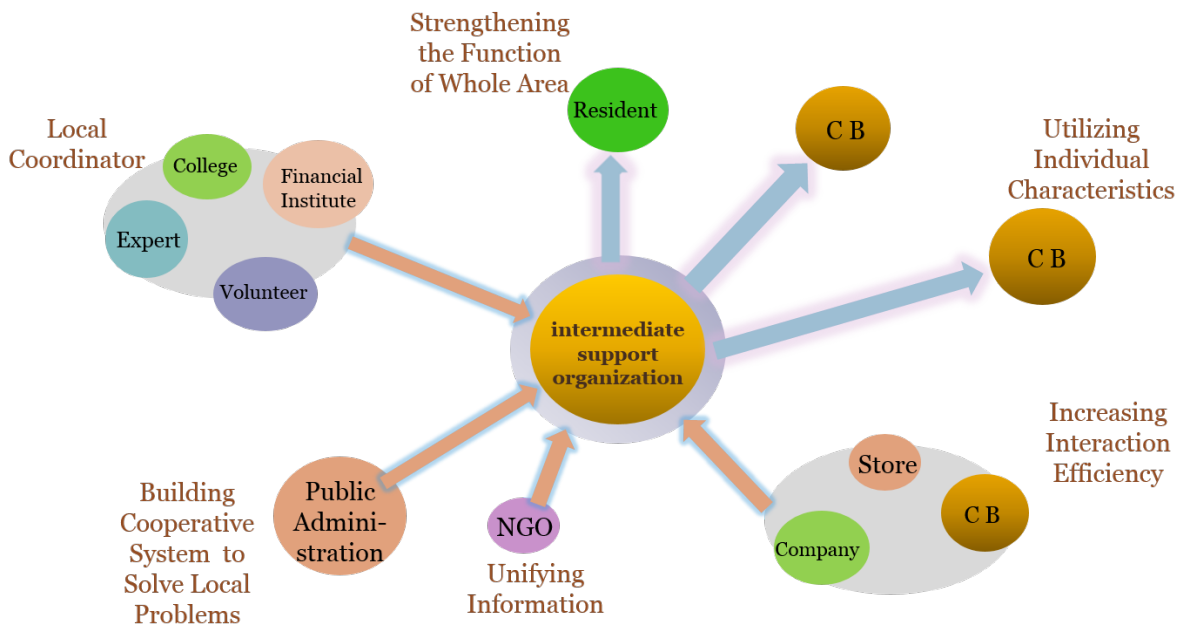 Strengthening
the Function
of Whole Area
Resident
C B
Utilizing
Individual
Characteristics
C B
Local
Coordinator
College
Financial
Institute
Expert
Volunteer
intermediate
support
organization
Building
Cooperative
System to
Solve Local
Problems
Public
Admini-
stration
NGO
Unifying
Information
Increasing
Interaction
Efficiency
Store
C B
Company